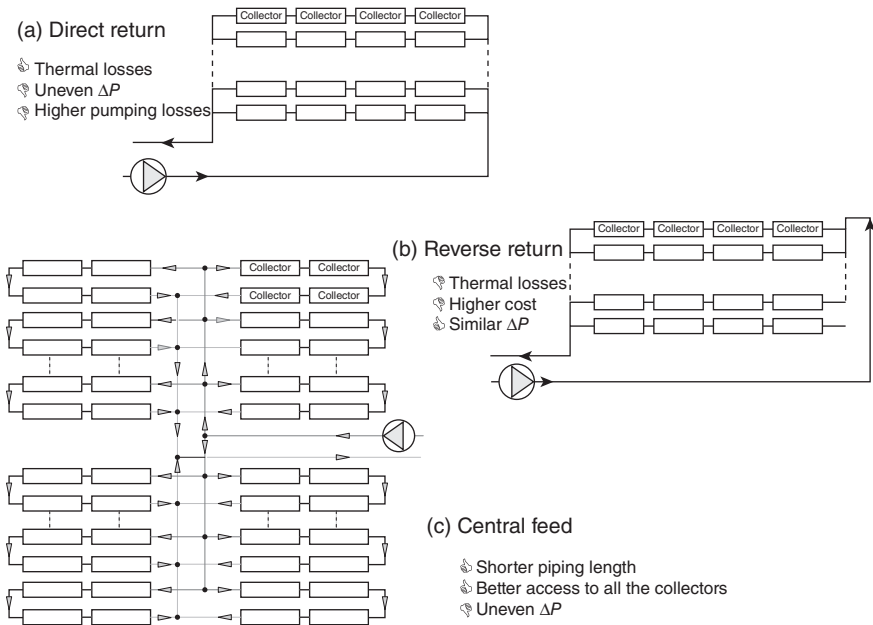 (a) Direct return
Thermal losses
Uneven ΔP
Higher pumping losses
Collector Collector Collector Collector
(b) Reverse return
Thermal losses
Higher cost
Similar ΔP
Collector Collector Collector Collector
Collector Collector
Collector Collector
(c) Central feed
Shorter piping length
Better access to all the collectors
Uneven ΔP